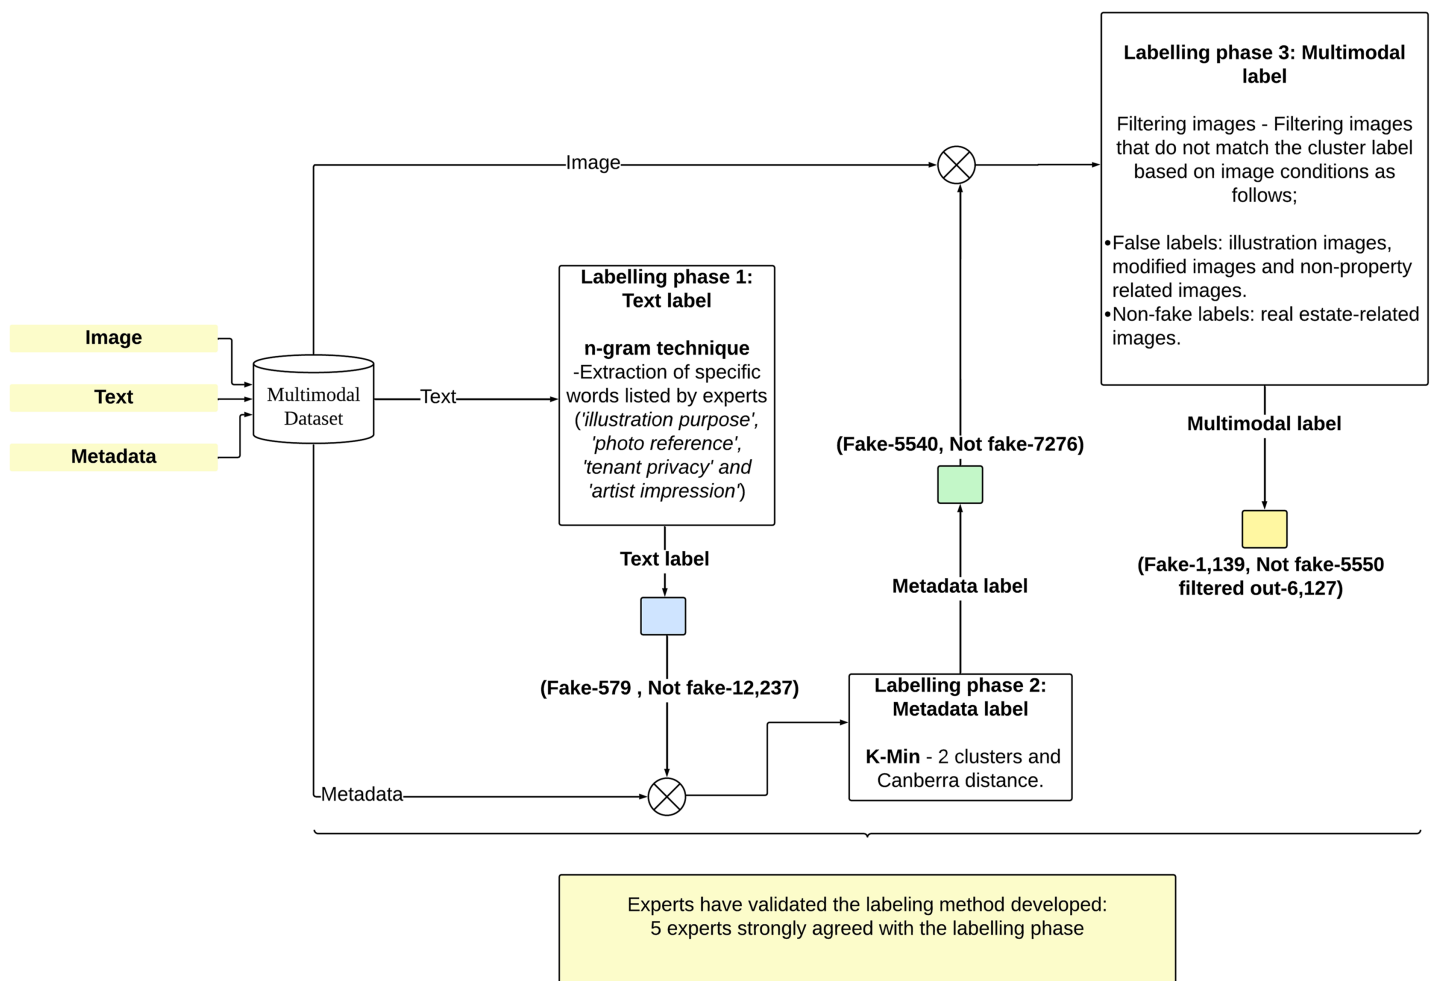 Image
Text
Metadata
Multimodal
Dataset
Image
Text
Metadata
Labelling phase 1:
Text label
n-gram technique
-Extraction of specific
words listed by experts
('illustration purpose',
'photo reference',
'tenant privacy' and
'artist impression')
Text label
(Fake-579 , Not fake-12,237)
Labelling phase 2:
Metadata label
K-Min - 2 clusters and
Canberra distance.
Metadata label
(Fake-5540, Not fake-7276)
Labelling phase 3: Multimodal
label
Filtering images - Filtering images
that do not match the cluster label
based on image conditions as
follows;
•False labels: illustration images,
modified images and non-property
related images.
•Non-fake labels: real estate-related
images.
Multimodal label
(Fake-1,139, Not fake-5550
filtered out-6,127)
Experts have validated the labeling method developed:
5 experts strongly agreed with the labelling phase